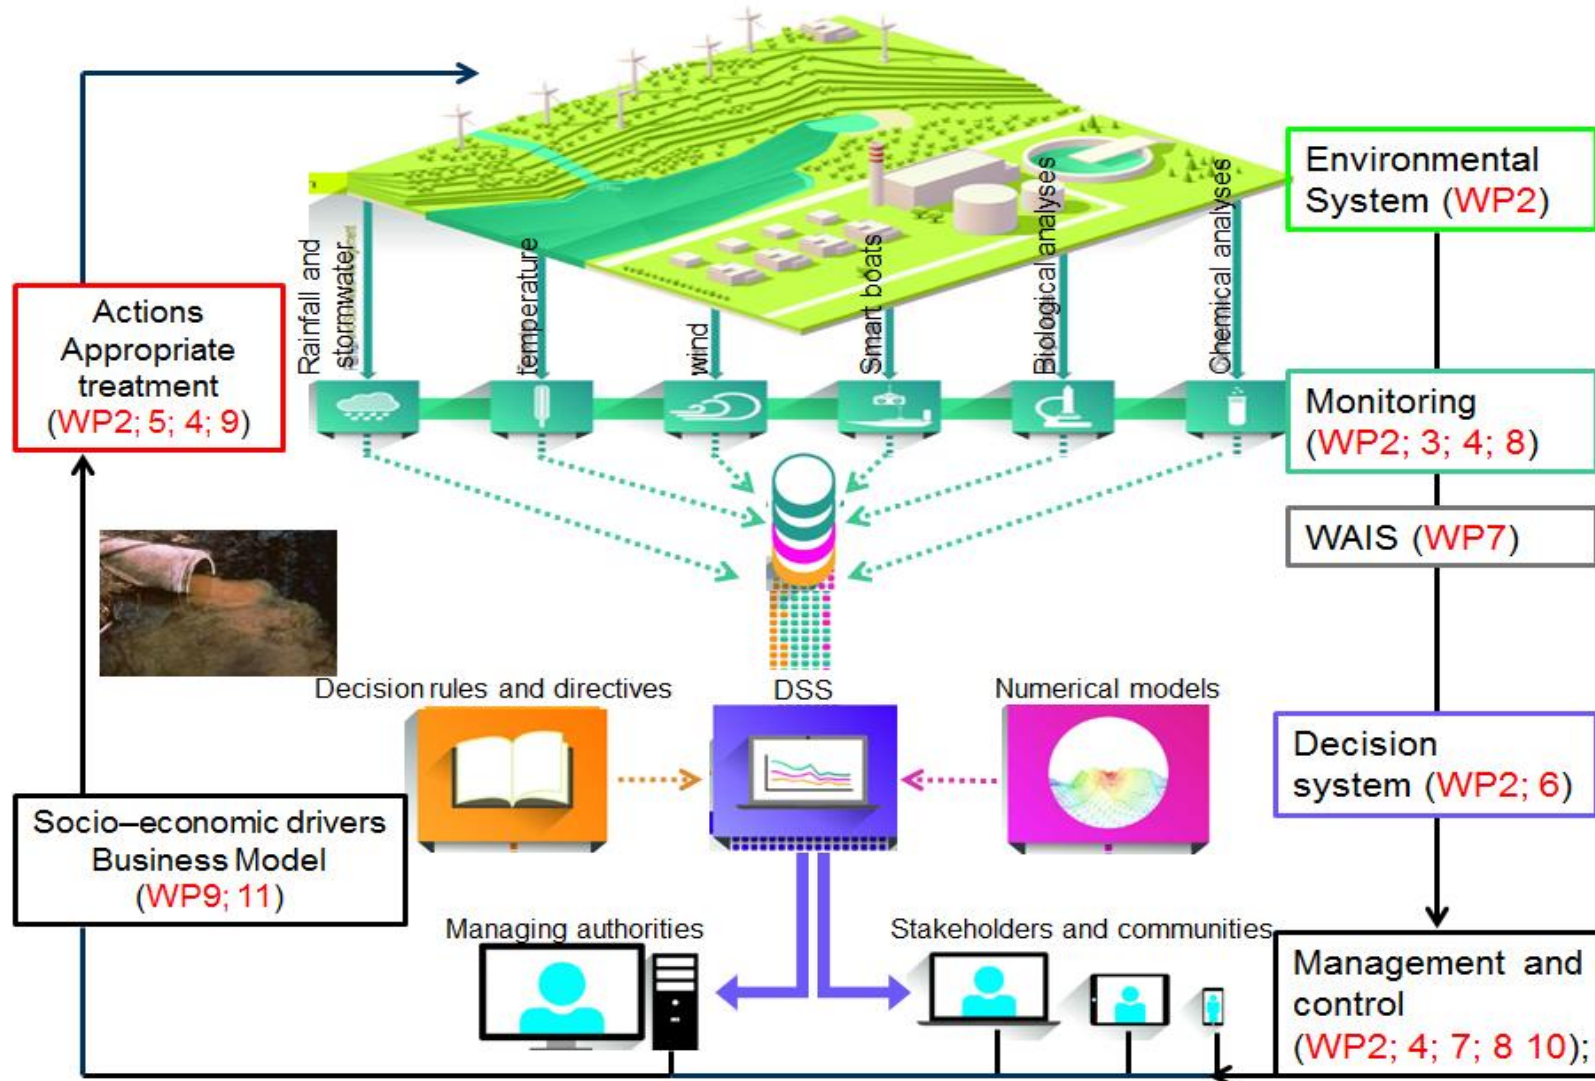 Environmental
System (WP2)
Rainfall and
stormwater
temperature
wind
Smart boats
Biological analyses
Chemical analyses
Actions
Appropriate
treatment
(WP2; 5; 4; 9)
Monitoring
(WP2; 3; 4; 8)
WAIS (WP7)
Decision rules and directives
DSS
Numerical models
Decision
system (WP2; 6)
Socio–economic drivers
Business Model
(WP9; 11)
Managing authorities
Stakeholders and communities
Management and
control
(WP2; 4; 7; 8 10);